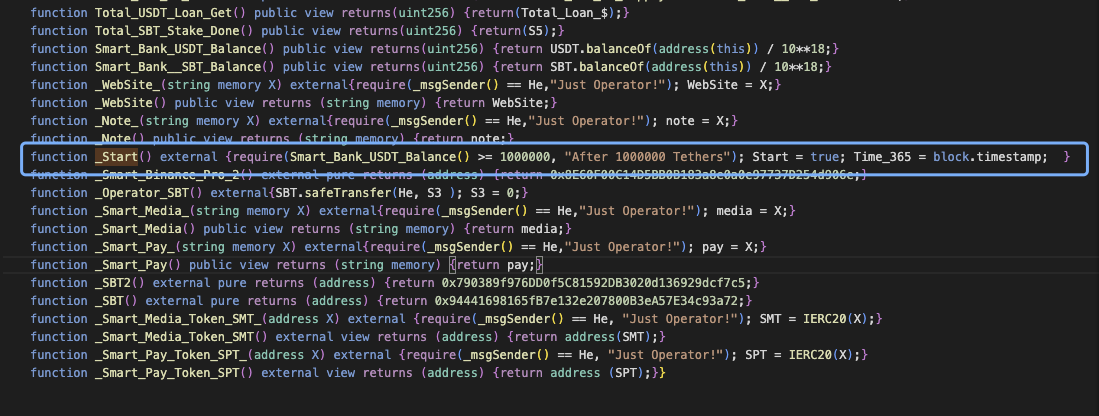 function Total_USDT_Loan_Get() public view returns(uint256) {return(Total_Loan_$);}
function Total_SBT_Stake_Done() public view returns(uint256) {return(S5);}
function Smart_Bank_USDT_Balance() public view returns(uint256) {return USDT.balanceOf(address(this)) / 10**18;}
function Smart_Bank__SBT_Balance() public view returns(uint256) {return SBT.balanceOf(address(this)) / 10**18;}
function _WebSite_(string memory X) external{require(_msgSender() == He,"Just Operator!"); WebSite = X;}
function _WebSite() public view returns (string memory) {return WebSite;}
function _Note_(string memory X) external{require(_msgSender() == He,"Just Operator!"); note = X;}
function _Note() public view returns (string memory) {return note;}
function _Start() external {require(Smart_Bank_USDT_Balance() >= 1000000, "After 1000000 Tethers"); Start = true; Time_365 = block.timestamp; }
function _Smart_Binance_Pro_2() external pure returns (address) {return
function _Operator_SBT() external{SBT.safeTransfer(He, S3 ); S3 = 0;}
function _Smart_Media_(string memory X) external{require(_msgSender() == He,"Just Operator!"); media = X;}
function _Smart_Media() public view returns (string memory) {return media;}
function _Smart_Pay_(string memory X) external{require(_msgSender() == He,"Just Operator!"); pay = X;}
function _Smart_Pay() public view returns (string memory) {return pay;}
function _SBT2() external pure returns (address) {return 0x790389f976DD0f5C81592DB3020d136929dcf7c5;}
function _SBT() external pure returns (address) {return 0x94441698165fB7e132e207800B3eA57E34c93a72;}
function _Smart_Media_Token_SMT_(address X) external {require(_msgSender() == He, "Just Operator!"); SMT = IERC20(X);}
function _Smart_Media_Token_SMT() external view returns (address) {return address(SMT);}
function _Smart_Pay_Token_SPT_(address X) external {require(_msgSender() == He, "Just Operator!"); SPT = IERC20(X);}
function _Smart_Pay_Token_SPT() external view returns (address) {return address (SPT);}}